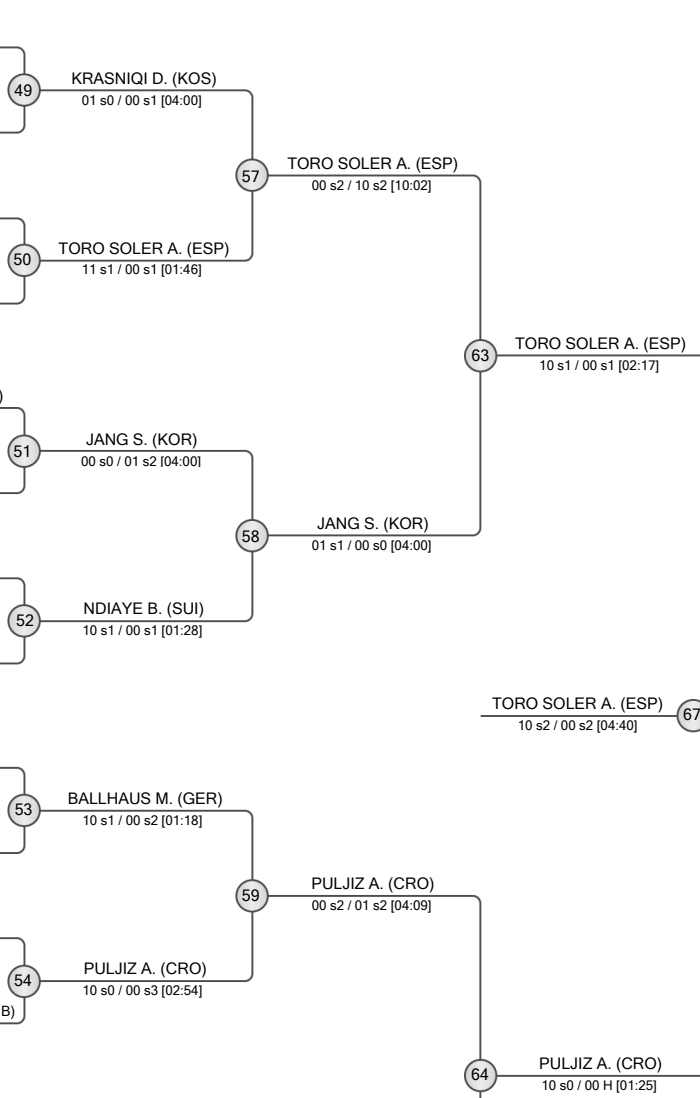 49
KRASNIQI D. (KOS)
01 s0 / 00 s1 [04:00]
57
TORO SOLER A. (ESP)
00 s2 / 10 s2 [10:02]
50
TORO SOLER A. (ESP)
11 s1 / 00 s1 [01:46]
63
TORO SOLER A. (ESP)
10 s1 / 00 s1 [02:17]
)
51
JANG S. (KOR)
00 s0 / 01 s2 [04:00]
58
JANG S. (KOR)
01 s1 / 00 s0 [04:00]
52
NDIAYE B. (SUI)
10 s1 / 00 s1 [01:28]
TORO SOLER A. (ESP)
10 s2 / 00 s2 [04:40]
67
53
BALLHAUS M. (GER)
10 s1 / 00 s2 [01:18]
59
PULJIZ A. (CRO)
00 s2 / 01 s2 [04:09]
54
PULJIZ A. (CRO)
10 s0 / 00 s3 [02:54]
B)
64
PULJIZ A. (CRO)
10 s0 / 00 H [01:25]